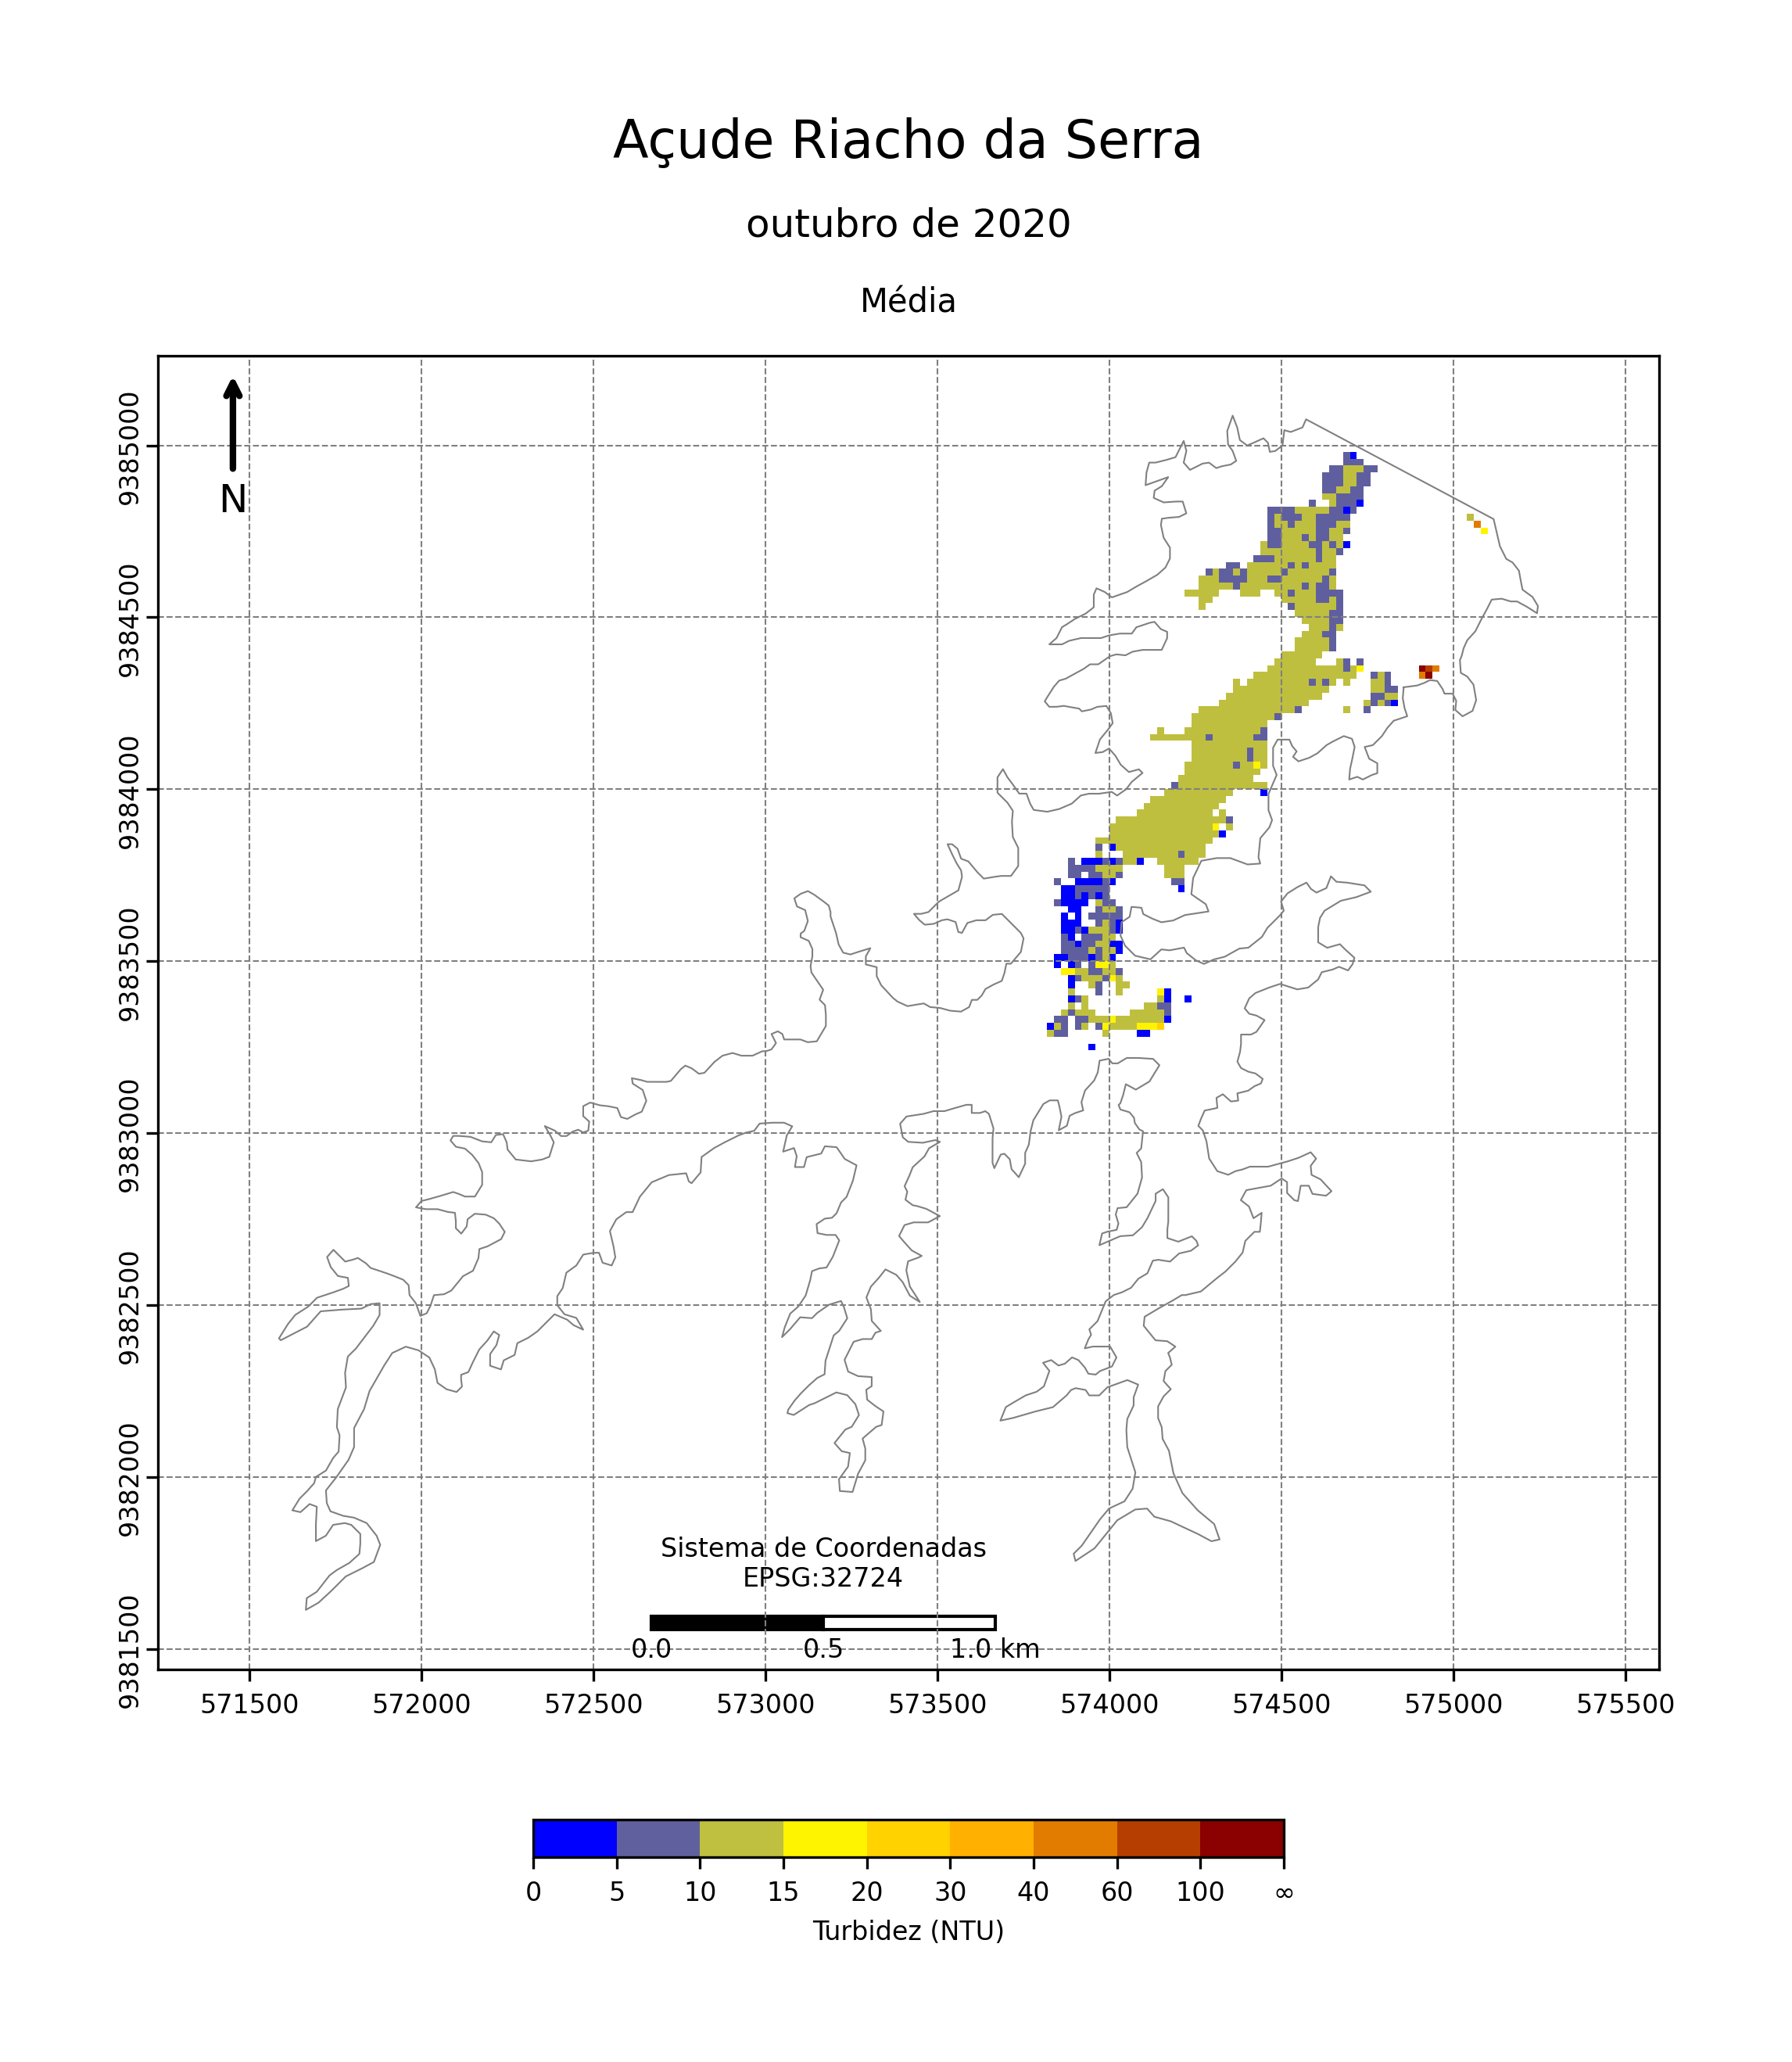 Açude Riacho da Serra
outubro de 2020
Média
N
9385000
9384500
9384000
9383500
9383000
9382500
9382000
9381500
Sistema de Coordenadas
EPSG:32724
0.0 0.5 1.0 km
571500 572000 572500 573000 573500 574000 574500 575000 575500
0 5 10 15 20 30 40 60 100 ∞
Turbidez (NTU)